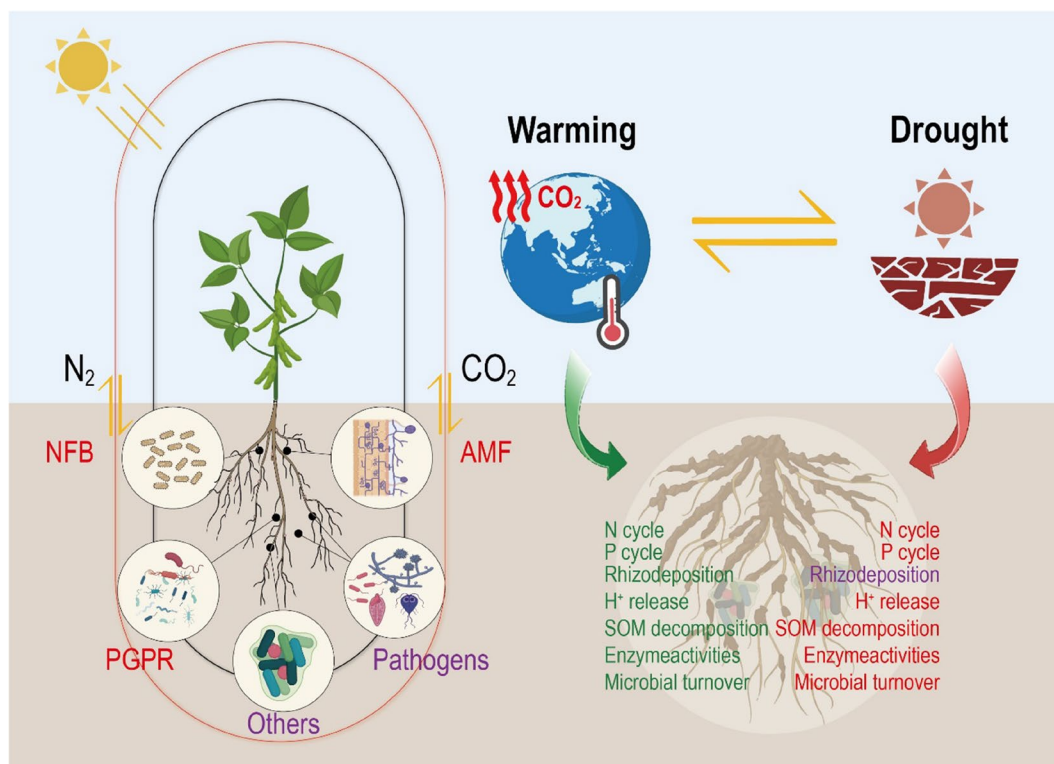 Warming
Drought
CO₂
N₂
CO₂
NFB
AMF
PGPR
Pathogens
Others
N cycle
P cycle
Rhizodeposition
H⁺ release
SOM decomposition
Enzymeactivities
Microbial turnover
N cycle
P cycle
Rhizodeposition
H⁺ release
SOM decomposition
Enzymeactivities
Microbial turnover